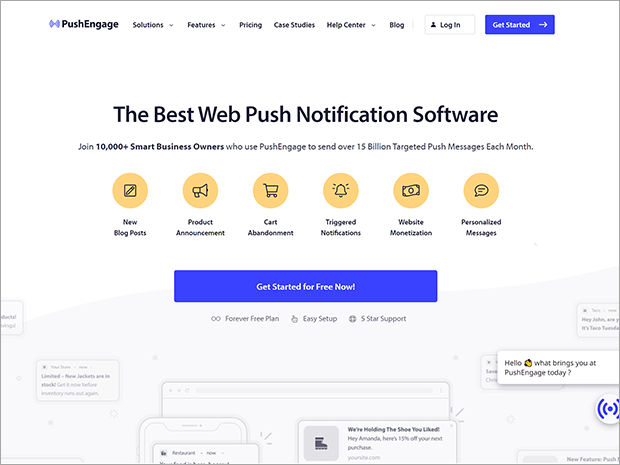 PushEngage
Solutions
Features
Pricing
Case Studies
Help Center
Blog
Log In
Get Started
The Best Web Push Notification Software
Join 10,000+ Smart Business Owners who use PushEngage to send over 15 Billion Targeted Push Messages Each Month.
New
Blog Posts
Product
Announcement
Cart
Abandonment
Triggered
Notifications
Website
Monetization
Personalized
Messages
Get Started for Free Now!
Forever Free Plan
Easy Setup
5 Star Support
Your Store • now
Limited – New Jackets are in
stock! Get it now before
inventory runs out again.
Hey John, are y
It's Taco Tuesda
Hello what brings you at
PushEngage today ?
We're Holding The Shoe You Liked!
Hey Amanda, here's 15% off your next
purchase.
yoursite.com
Restaurant • now
New Feature: Push